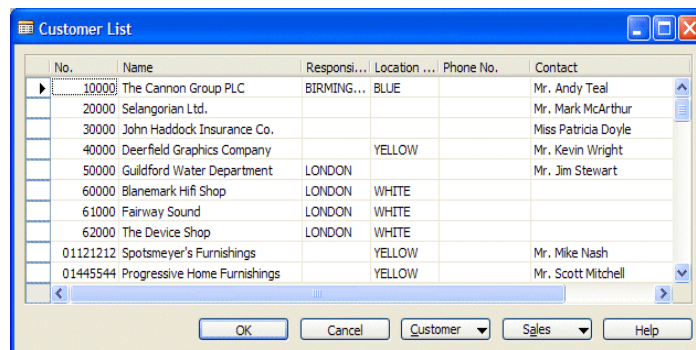 Customer List
No. Name Responsi... Location ... Phone No. Contact
10000 The Cannon Group PLC BIRMING... BLUE Mr. Andy Teal
20000 Selangorian Ltd. Mr. Mark McArthur
30000 John Haddock Insurance Co. Miss Patricia Doyle
40000 Deerfield Graphics Company YELLOW Mr. Kevin Wright
50000 Guildford Water Department LONDON Mr. Jim Stewart
60000 Blanemark Hifi Shop LONDON WHITE
61000 Fairway Sound LONDON WHITE
62000 The Device Shop LONDON WHITE
01121212 Spotsmeyer's Furnishings YELLOW Mr. Mike Nash
01445544 Progressive Home Furnishings YELLOW Mr. Scott Mitchell
OK Cancel Customer Sales Help